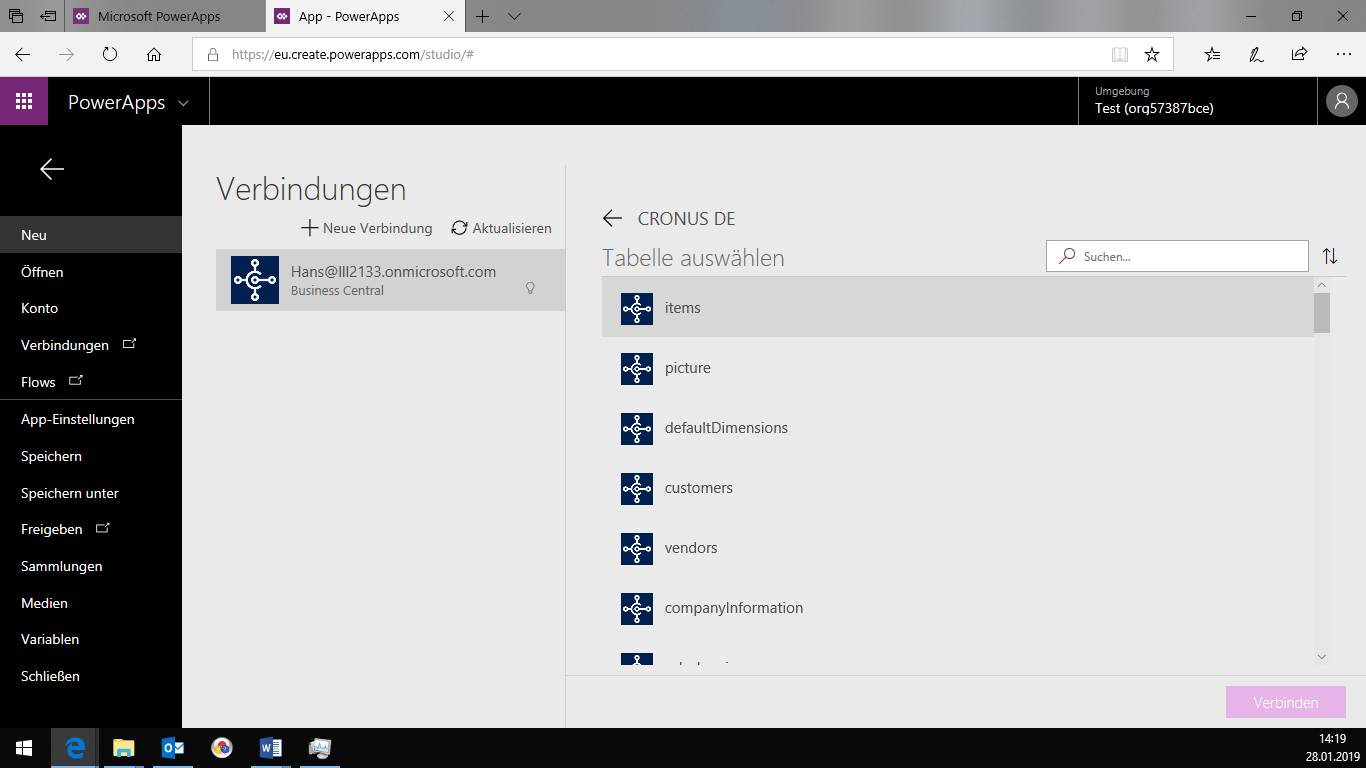 Microsoft PowerApps
App - PowerApps
https://eu.create.powerapps.com/studio/#
PowerApps
Umgebung
Test (orq57387bce)
Neu
Öffnen
Konto
Verbindungen
Flows
App-Einstellungen
Speichern
Speichern unter
Freigeben
Sammlungen
Medien
Variablen
Schließen
Verbindungen
Neue Verbindung
Aktualisieren
Hans@III2133.onmicrosoft.com
Business Central
CRONUS DE
Tabelle auswählen
Suchen...
items
picture
defaultDimensions
customers
vendors
companyInformation
Verbinden
14:19
28.01.2019